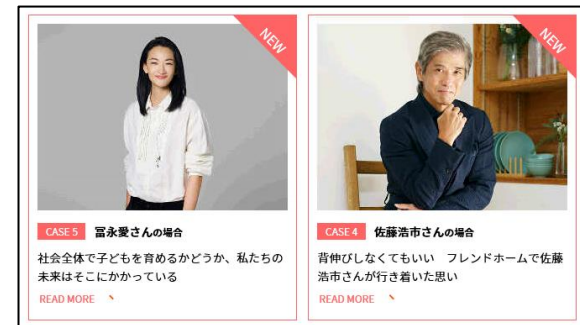 NEW
CASE 5 冨永愛さんの場合
社会全体で子どもを育めるかどうか、私たちの
未来はそこにかかっている
READ MORE
NEW
CASE 4 佐藤浩市さんの場合
背伸びしなくてもいい　フレンドホームで佐藤
浩市さんが行き着いた思い
READ MORE